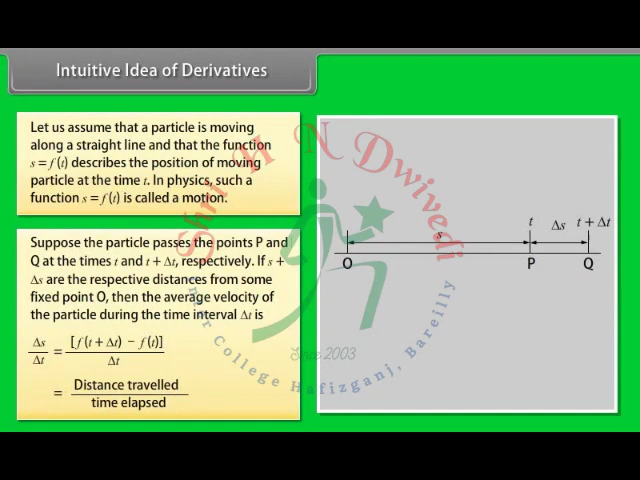 Intuitive Idea of Derivatives
Let us assume that a particle is moving
along a straight line and that the function
s = f (t) describes the position of moving
particle at the time t. In physics, such a
function s = f (t) is called a motion.
Suppose the particle passes the points P and
Q at the times t and t + Δt, respectively. If s +
Δs are the respective distances from some
fixed point O, then the average velocity of
the particle during the time interval Δt is
Δs/Δt = [f (t + Δt) − f (t)]/Δt
= Distance travelled/time elapsed
t Δs t + Δt
s
O P Q
Shri H N Dwivedi
Inter College Hafizganj, Bareilly
Since 2003